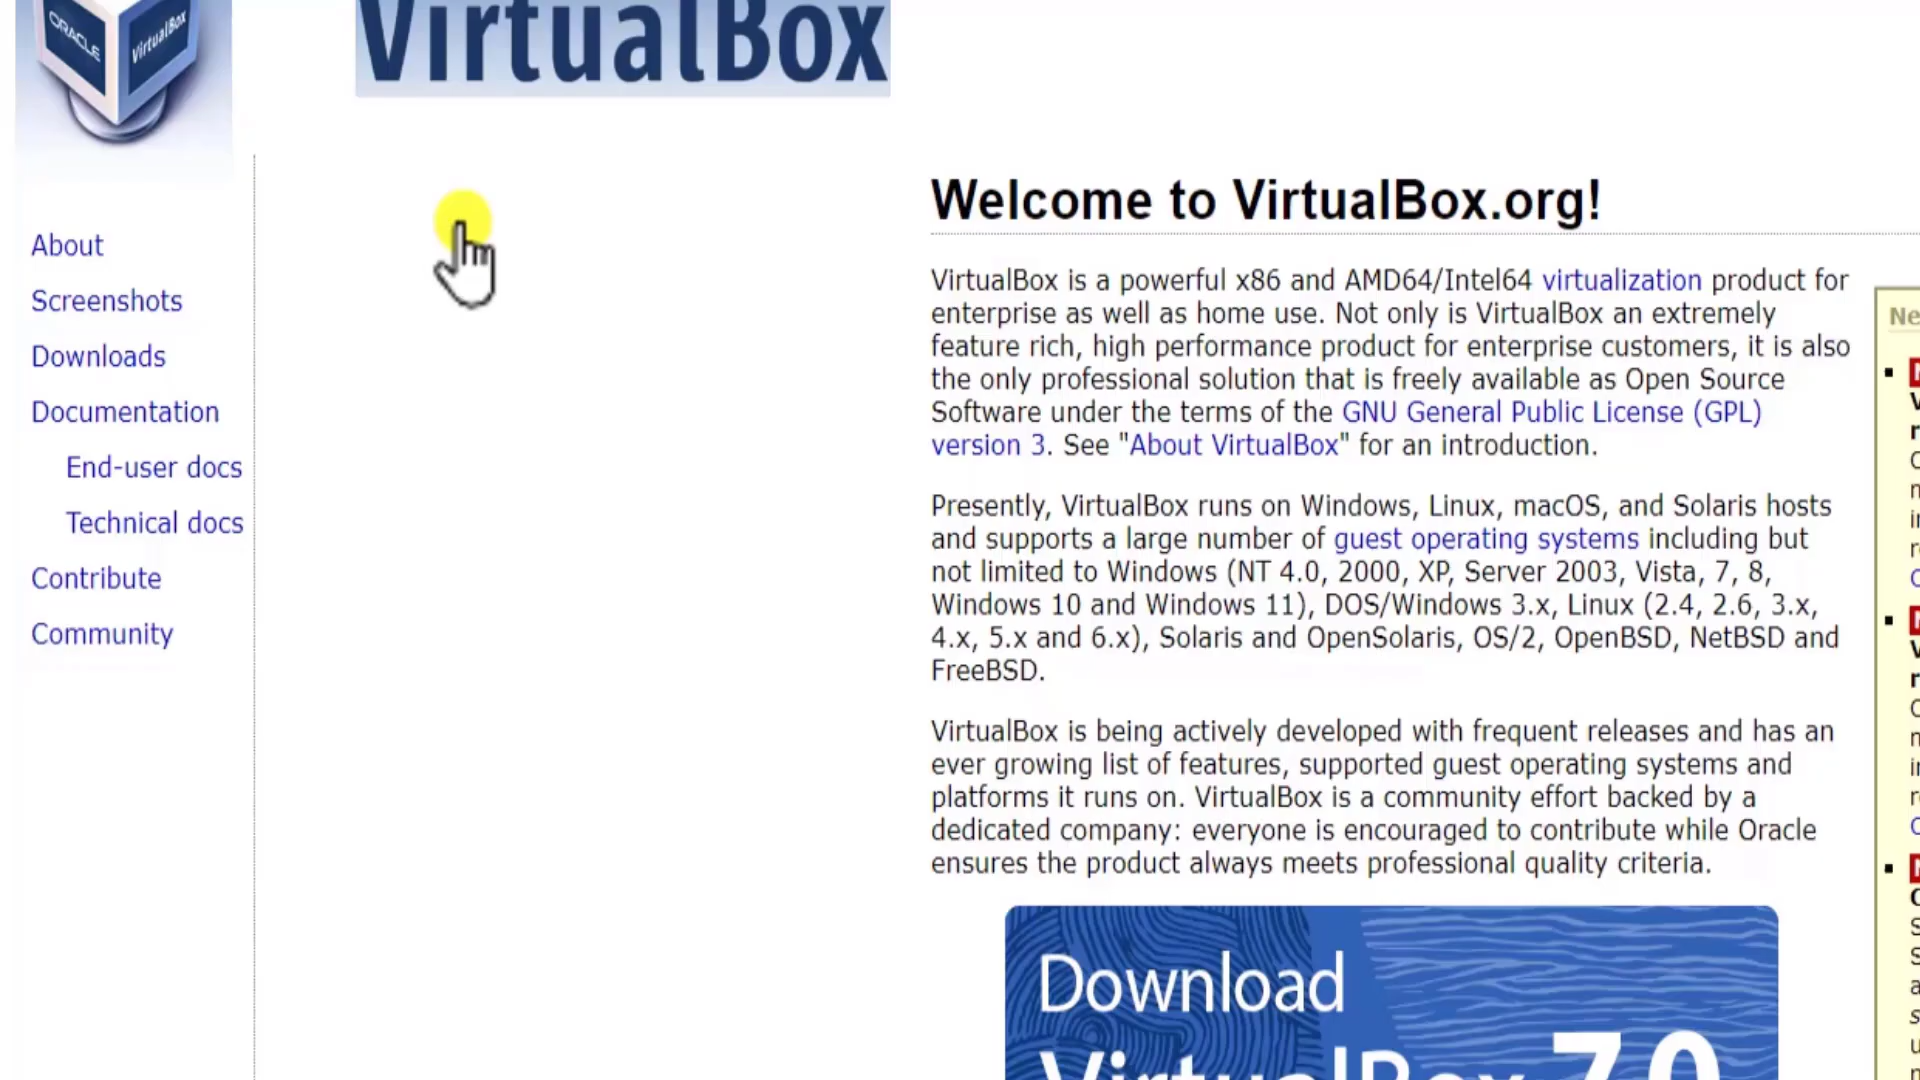 ORACLE
VirtualBox
VirtualBox
About
Screenshots
Downloads
Documentation
End-user docs
Technical docs
Contribute
Community
Welcome to VirtualBox.org!
VirtualBox is a powerful x86 and AMD64/Intel64 virtualization product for
enterprise as well as home use. Not only is VirtualBox an extremely
feature rich, high performance product for enterprise customers, it is also
the only professional solution that is freely available as Open Source
Software under the terms of the GNU General Public License (GPL)
version 3. See "About VirtualBox" for an introduction.
Presently, VirtualBox runs on Windows, Linux, macOS, and Solaris hosts
and supports a large number of guest operating systems including but
not limited to Windows (NT 4.0, 2000, XP, Server 2003, Vista, 7, 8,
Windows 10 and Windows 11), DOS/Windows 3.x, Linux (2.4, 2.6, 3.x,
4.x, 5.x and 6.x), Solaris and OpenSolaris, OS/2, OpenBSD, NetBSD and
FreeBSD.
VirtualBox is being actively developed with frequent releases and has an
ever growing list of features, supported guest operating systems and
platforms it runs on. VirtualBox is a community effort backed by a
dedicated company: everyone is encouraged to contribute while Oracle
ensures the product always meets professional quality criteria.
Download
VirtualBox 7.0